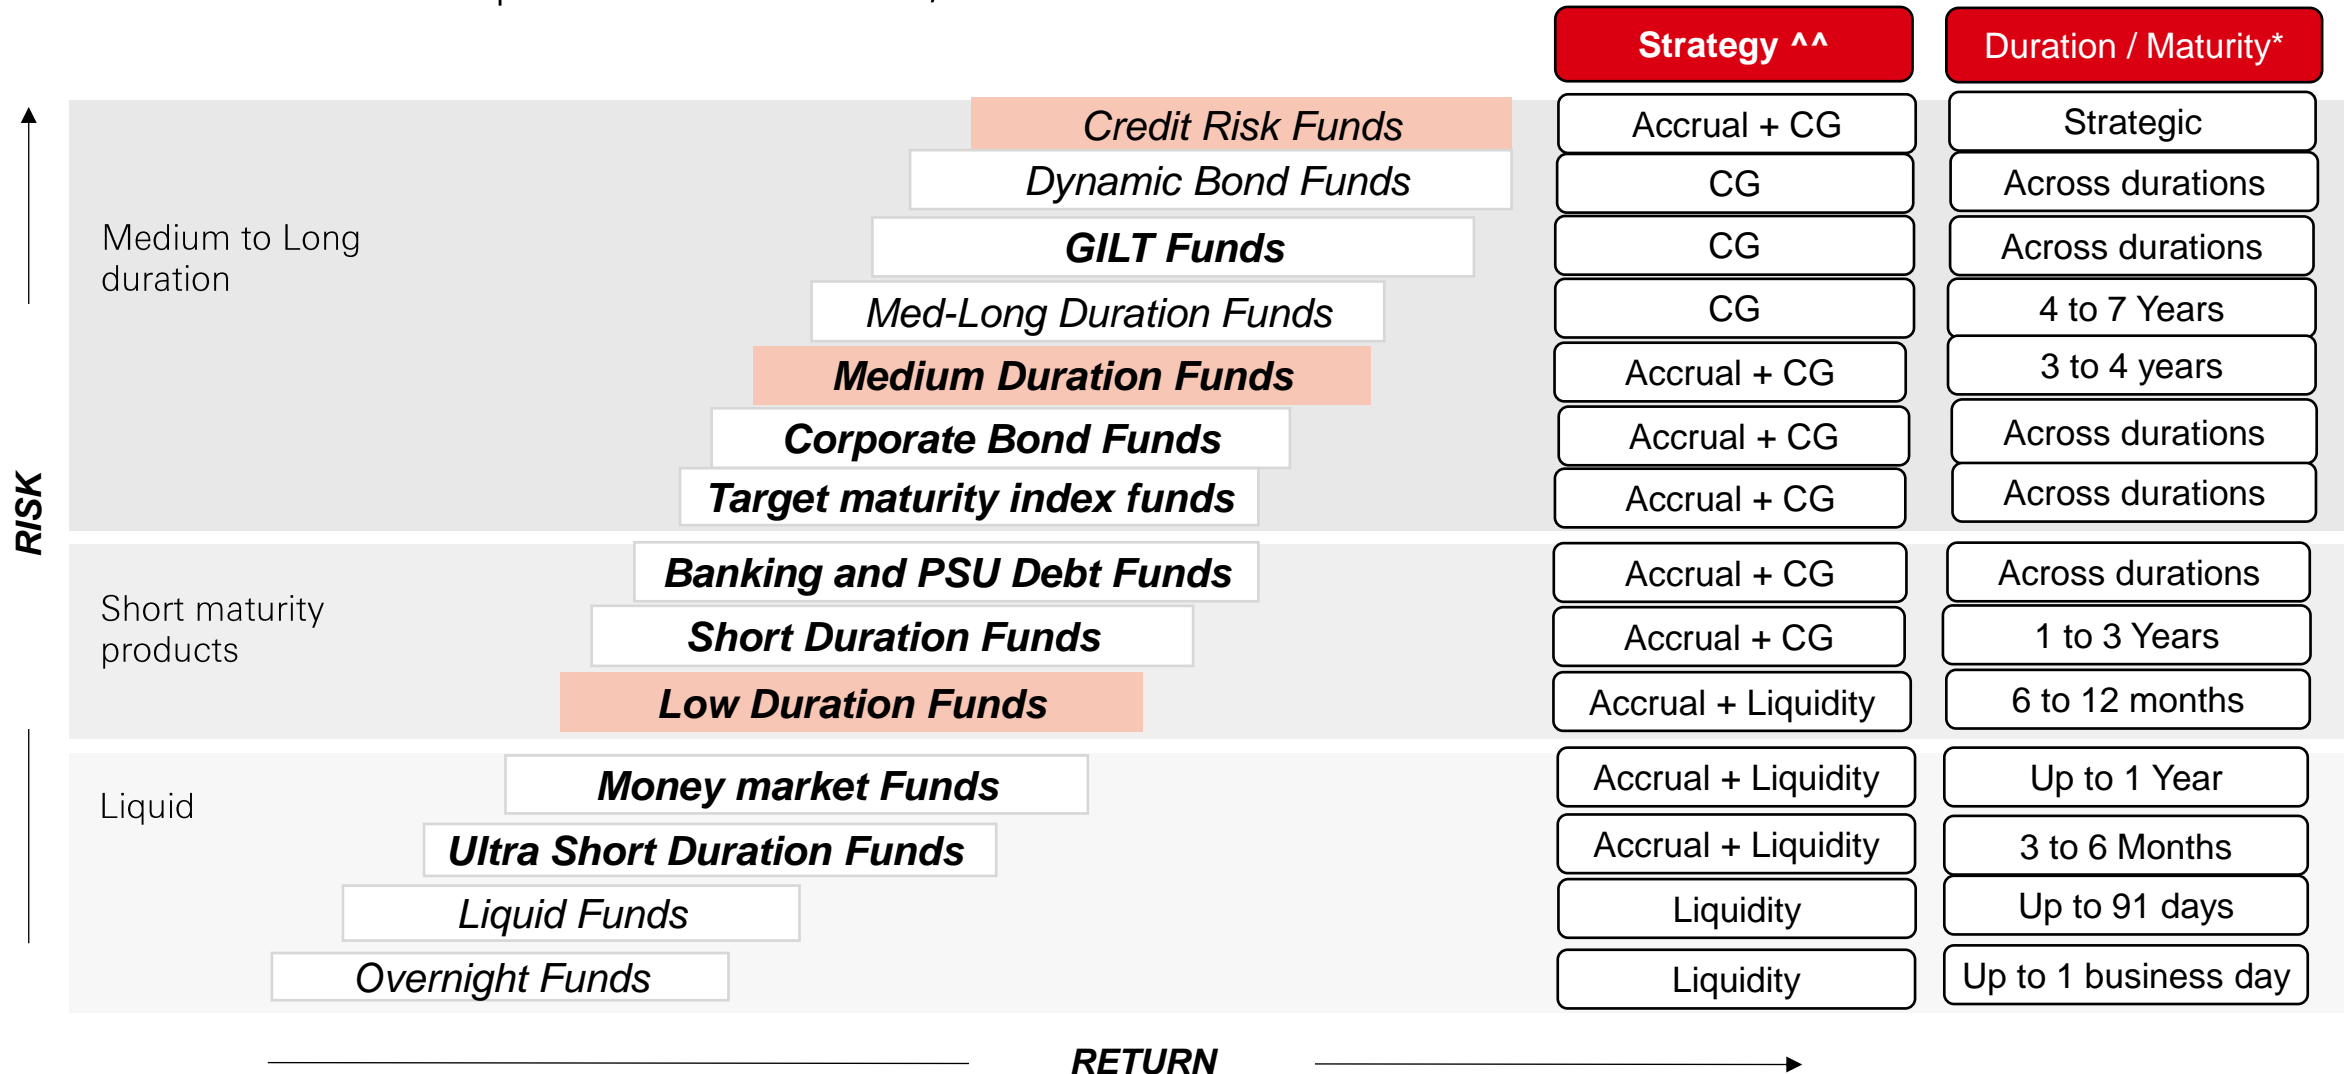 Strategy ^^ Duration / Maturity*
Credit Risk Funds Accrual + CG Strategic
Dynamic Bond Funds CG Across durations
Medium to Long
duration
GILT Funds CG Across durations
Med-Long Duration Funds CG 4 to 7 Years
Medium Duration Funds Accrual + CG 3 to 4 years
Corporate Bond Funds Accrual + CG Across durations
Target maturity index funds Accrual + CG Across durations
RISK
Banking and PSU Debt Funds Accrual + CG Across durations
Short maturity
products
Short Duration Funds Accrual + CG 1 to 3 Years
Low Duration Funds Accrual + Liquidity 6 to 12 months
Liquid
Money market Funds Accrual + Liquidity Up to 1 Year
Ultra Short Duration Funds Accrual + Liquidity 3 to 6 Months
Liquid Funds Liquidity Up to 91 days
Overnight Funds Liquidity Up to 1 business day
RETURN